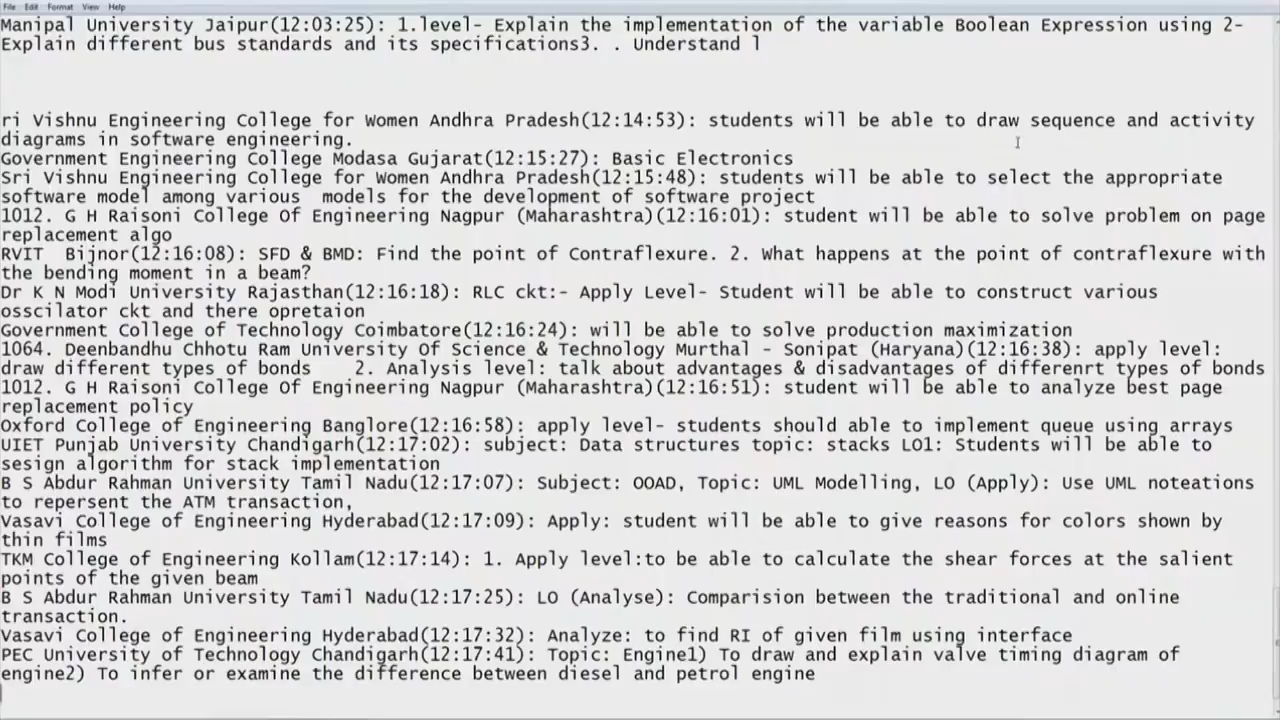 File Edit Format View Help
Manipal University Jaipur(12:03:25): 1.level- Explain the implementation of the variable Boolean Expression using 2-
Explain different bus standards and its specifications3. . Understand l
ri Vishnu Engineering College for Women Andhra Pradesh(12:14:53): students will be able to draw sequence and activity
diagrams in software engineering.
Government Engineering College Modasa Gujarat(12:15:27): Basic Electronics
Sri Vishnu Engineering College for Women Andhra Pradesh(12:15:48): students will be able to select the appropriate
software model among various  models for the development of software project
1012. G H Raisoni College Of Engineering Nagpur (Maharashtra)(12:16:01): student will be able to solve problem on page
replacement algo
RVIT  Bijnor(12:16:08): SFD & BMD: Find the point of Contraflexure. 2. What happens at the point of contraflexure with
the bending moment in a beam?
Dr K N Modi University Rajasthan(12:16:18): RLC ckt:- Apply Level- Student will be able to construct various
osscilator ckt and there opretaion
Government College of Technology Coimbatore(12:16:24): will be able to solve production maximization
1064. Deenbandhu Chhotu Ram University Of Science & Technology Murthal - Sonipat (Haryana)(12:16:38): apply level:
draw different types of bonds    2. Analysis level: talk about advantages & disadvantages of differenrt types of bonds
1012. G H Raisoni College Of Engineering Nagpur (Maharashtra)(12:16:51): student will be able to analyze best page
replacement policy
Oxford College of Engineering Banglore(12:16:58): apply level- students should able to implement queue using arrays
UIET Punjab University Chandigarh(12:17:02): subject: Data structures topic: stacks LO1: Students will be able to
sesign algorithm for stack implementation
B S Abdur Rahman University Tamil Nadu(12:17:07): Subject: OOAD, Topic: UML Modelling, LO (Apply): Use UML noteations
to repersent the ATM transaction,
Vasavi College of Engineering Hyderabad(12:17:09): Apply: student will be able to give reasons for colors shown by
thin films
TKM College of Engineering Kollam(12:17:14): 1. Apply level:to be able to calculate the shear forces at the salient
points of the given beam
B S Abdur Rahman University Tamil Nadu(12:17:25): LO (Analyse): Comparision between the traditional and online
transaction.
Vasavi College of Engineering Hyderabad(12:17:32): Analyze: to find RI of given film using interface
PEC University of Technology Chandigarh(12:17:41): Topic: Engine1) To draw and explain valve timing diagram of
engine2) To infer or examine the difference between diesel and petrol engine